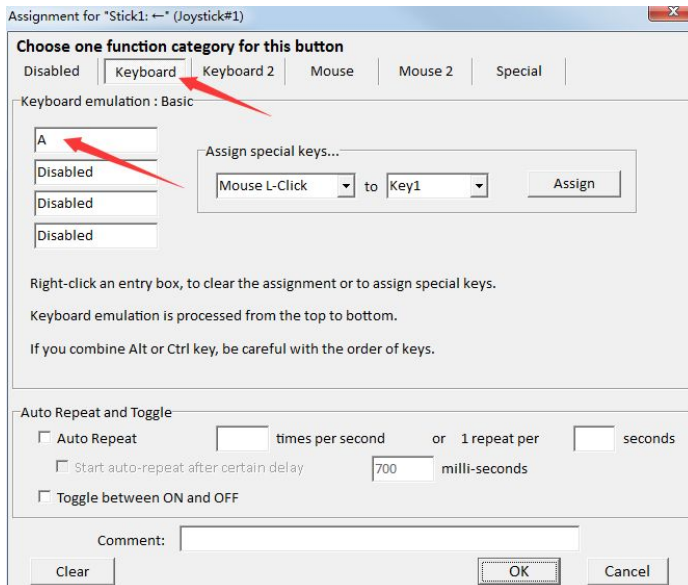 Assignment for "Stick1: ←" (Joystick#1)
Choose one function category for this button
Disabled Keyboard Keyboard 2 Mouse Mouse 2 Special
Keyboard emulation : Basic
A
Disabled
Disabled
Disabled
Assign special keys...
Mouse L-Click to Key1 Assign
Right-click an entry box, to clear the assignment or to assign special keys.
Keyboard emulation is processed from the top to bottom.
If you combine Alt or Ctrl key, be careful with the order of keys.
Auto Repeat and Toggle
Auto Repeat times per second or 1 repeat per seconds
Start auto-repeat after certain delay 700 milli-seconds
Toggle between ON and OFF
Comment:
Clear OK Cancel